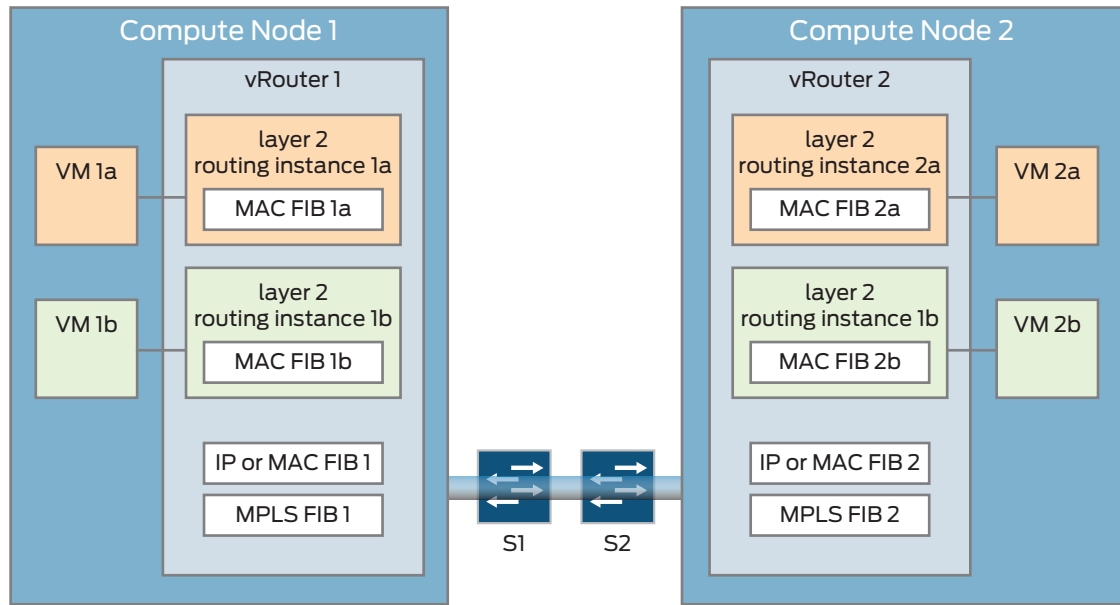 Compute Node 1
vRouter 1
layer 2
routing instance 1a
MAC FIB 1a
VM 1a
layer 2
routing instance 1b
MAC FIB 1b
VM 1b
IP or MAC FIB 1
MPLS FIB 1
S1
S2
Compute Node 2
vRouter 2
layer 2
routing instance 2a
MAC FIB 2a
VM 2a
layer 2
routing instance 1b
MAC FIB 2b
VM 2b
IP or MAC FIB 2
MPLS FIB 2